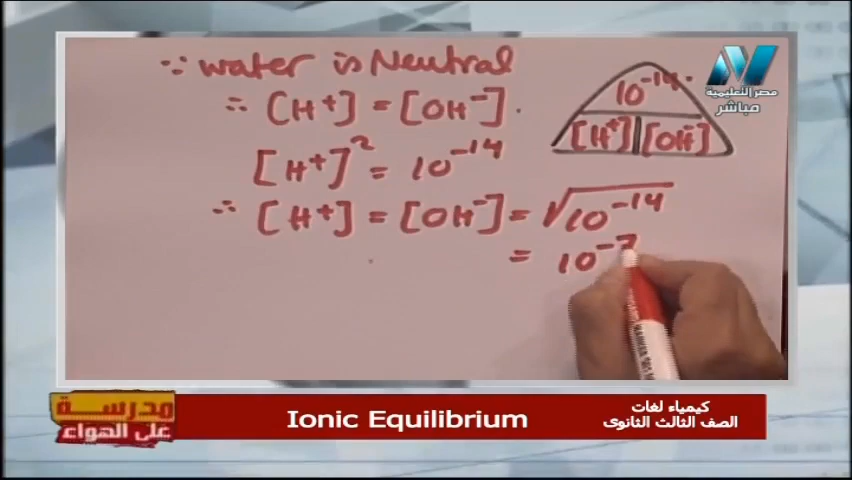 ∵ water is Neutral
∴ [H+] = [OH-].
[H+]² = 10⁻¹⁴
∴ [H+] = [OH-] = √10⁻¹⁴
= 10⁻⁷
10⁻¹⁴
[H+] [OH-]
مصر التعليمية
مباشر
مدرسة
على الهواء
Ionic Equilibrium
كيمياء لغات
الصف الثالث الثانوى